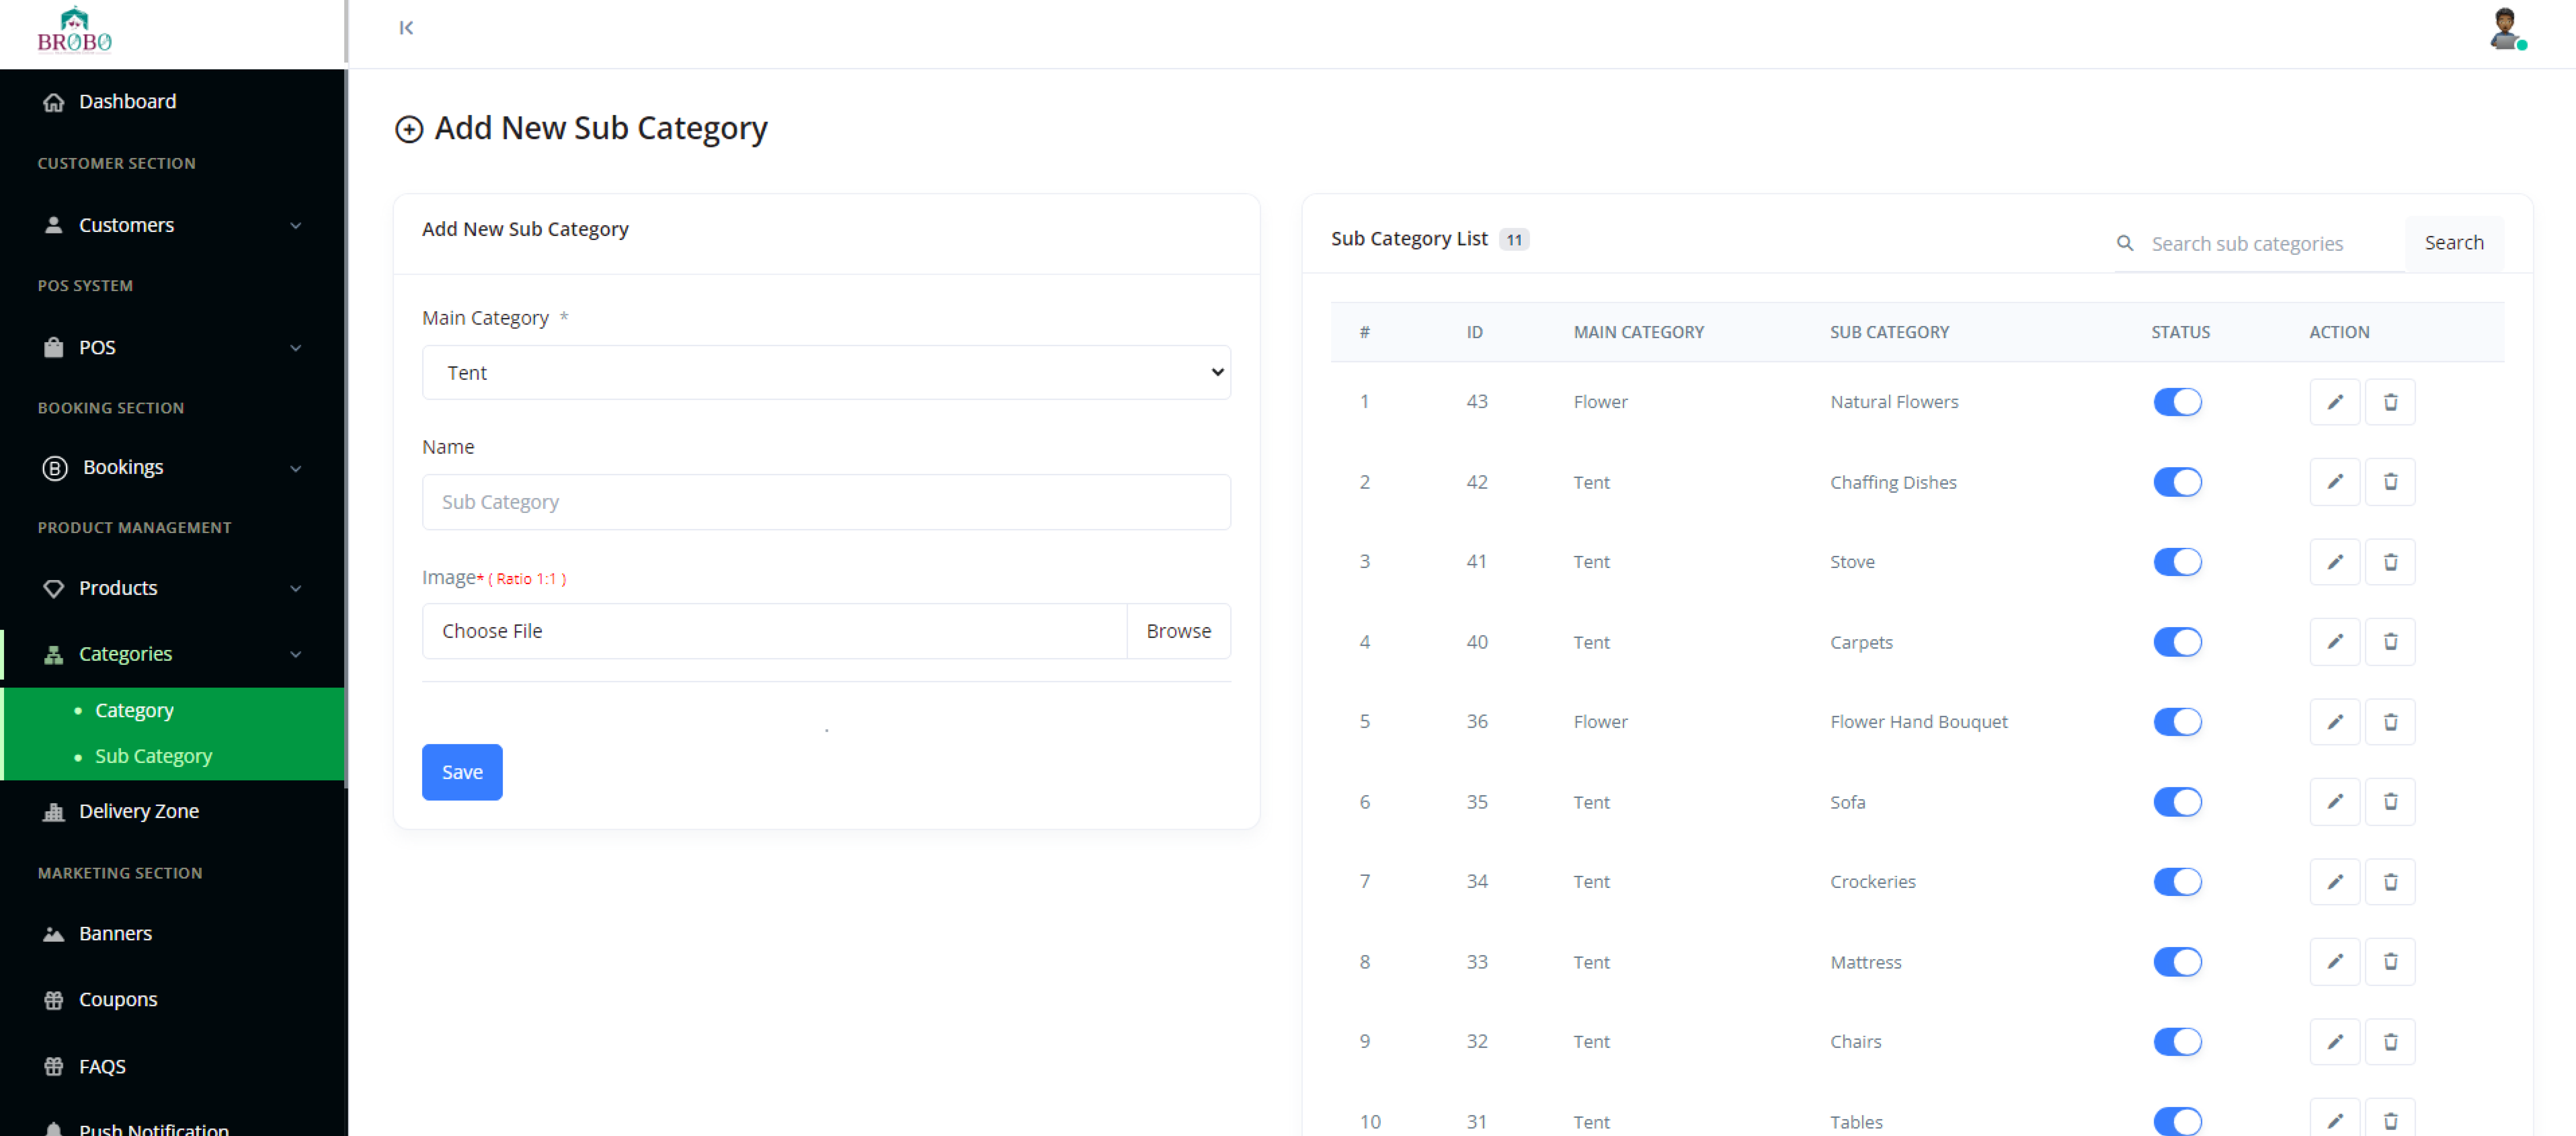 BROBO
Dashboard
CUSTOMER SECTION
Customers
POS SYSTEM
POS
BOOKING SECTION
B Bookings
PRODUCT MANAGEMENT
Products
Categories
Category
Sub Category
Delivery Zone
MARKETING SECTION
Banners
Coupons
FAQS
Push Notification
Add New Sub Category
Add New Sub Category
Main Category *
Tent
Name
Sub Category
Image* ( Ratio 1:1 )
Choose File Browse
Save
Sub Category List 11
Search sub categories Search
# ID MAIN CATEGORY SUB CATEGORY STATUS ACTION
1 43 Flower Natural Flowers
2 42 Tent Chaffing Dishes
3 41 Tent Stove
4 40 Tent Carpets
5 36 Flower Flower Hand Bouquet
6 35 Tent Sofa
7 34 Tent Crockeries
8 33 Tent Mattress
9 32 Tent Chairs
10 31 Tent Tables